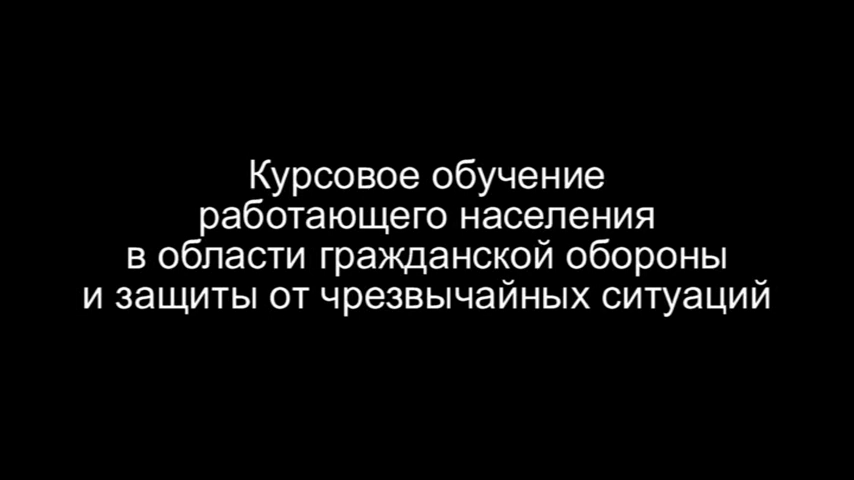 Курсовое обучение
работающего населения
в области гражданской обороны
и защиты от чрезвычайных ситуаций